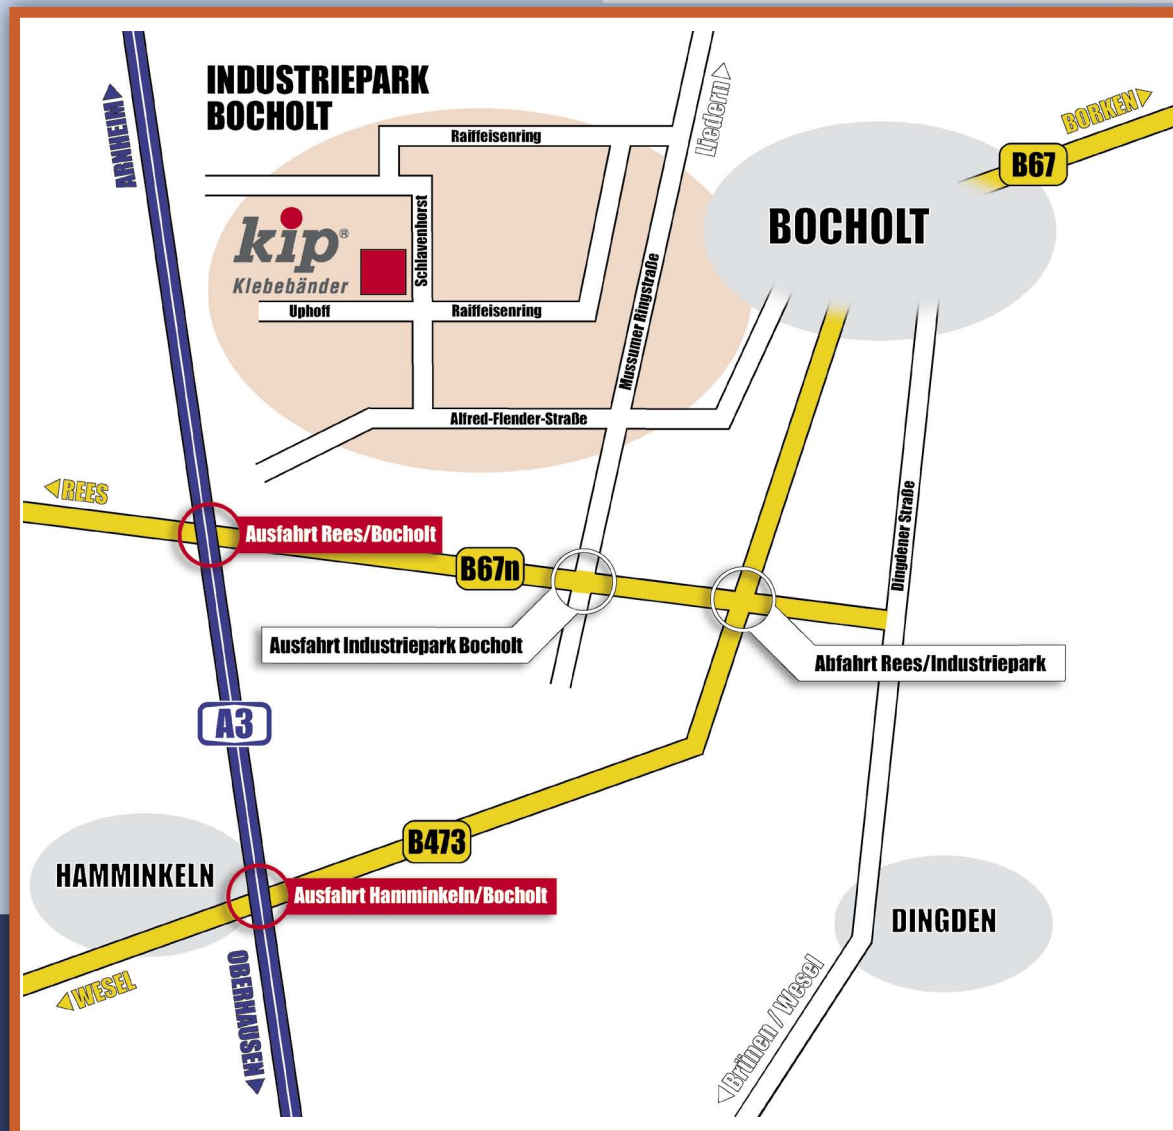 INDUSTRIEPARK
BOCHOLT
ARNHEIM
Raiffeisenring
Liedern
BORKEN
B67
BOCHOLT
kip®
Klebebänder
Schlavenhorst
Uphoff
Raiffeisenring
Mussumer Ringstraße
Alfred-Flender-Straße
REES
Ausfahrt Rees/Bocholt
B67n
Dingdener Straße
Ausfahrt Industriepark Bocholt
Abfahrt Rees/Industriepark
A3
B473
HAMMINKELN
Ausfahrt Hamminkeln/Bocholt
DINGDEN
WESEL
OBERHAUSEN
Brünen / Wesel